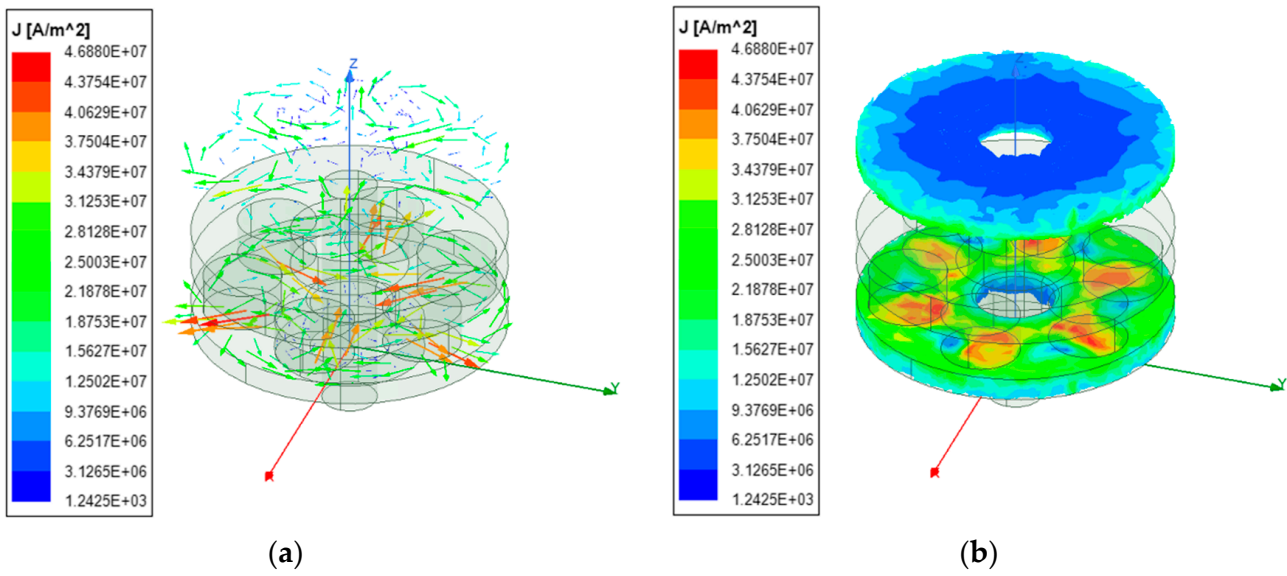 J [A/m^2]
4.6880E+07
4.3754E+07
4.0629E+07
3.7504E+07
3.4379E+07
3.1253E+07
2.8128E+07
2.5003E+07
2.1878E+07
1.8753E+07
1.5627E+07
1.2502E+07
9.3769E+06
6.2517E+06
3.1265E+06
1.2425E+03
Z
Y
X
(a)
J [A/m^2]
4.6880E+07
4.3754E+07
4.0629E+07
3.7504E+07
3.4379E+07
3.1253E+07
2.8128E+07
2.5003E+07
2.1878E+07
1.8753E+07
1.5627E+07
1.2502E+07
9.3769E+06
6.2517E+06
3.1265E+06
1.2425E+03
Z
Y
X
(b)